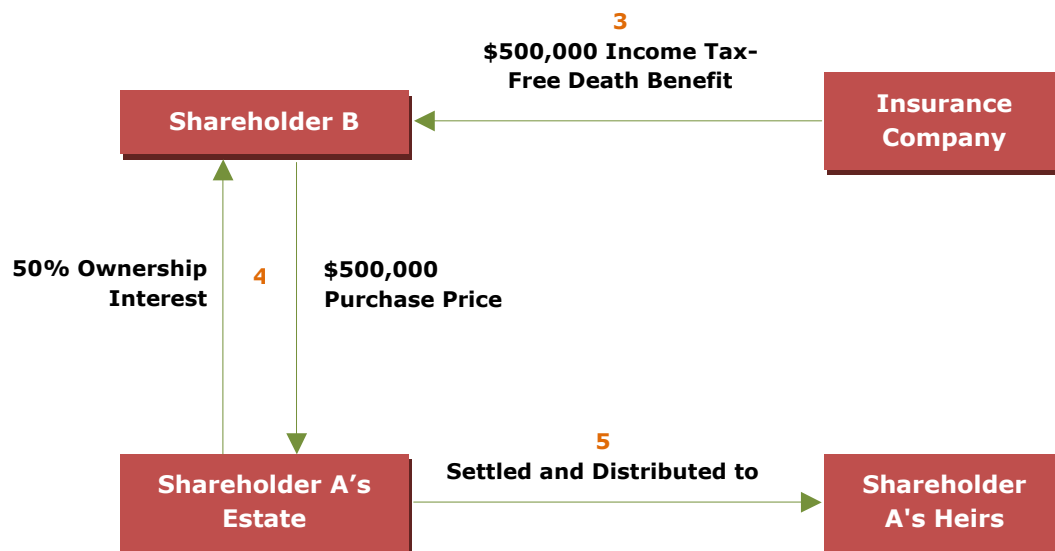 3
$500,000 Income Tax-
Free Death Benefit
Shareholder B
Insurance
Company
50% Ownership
Interest
4
$500,000
Purchase Price
5
Settled and Distributed to
Shareholder A’s
Estate
Shareholder
A's Heirs